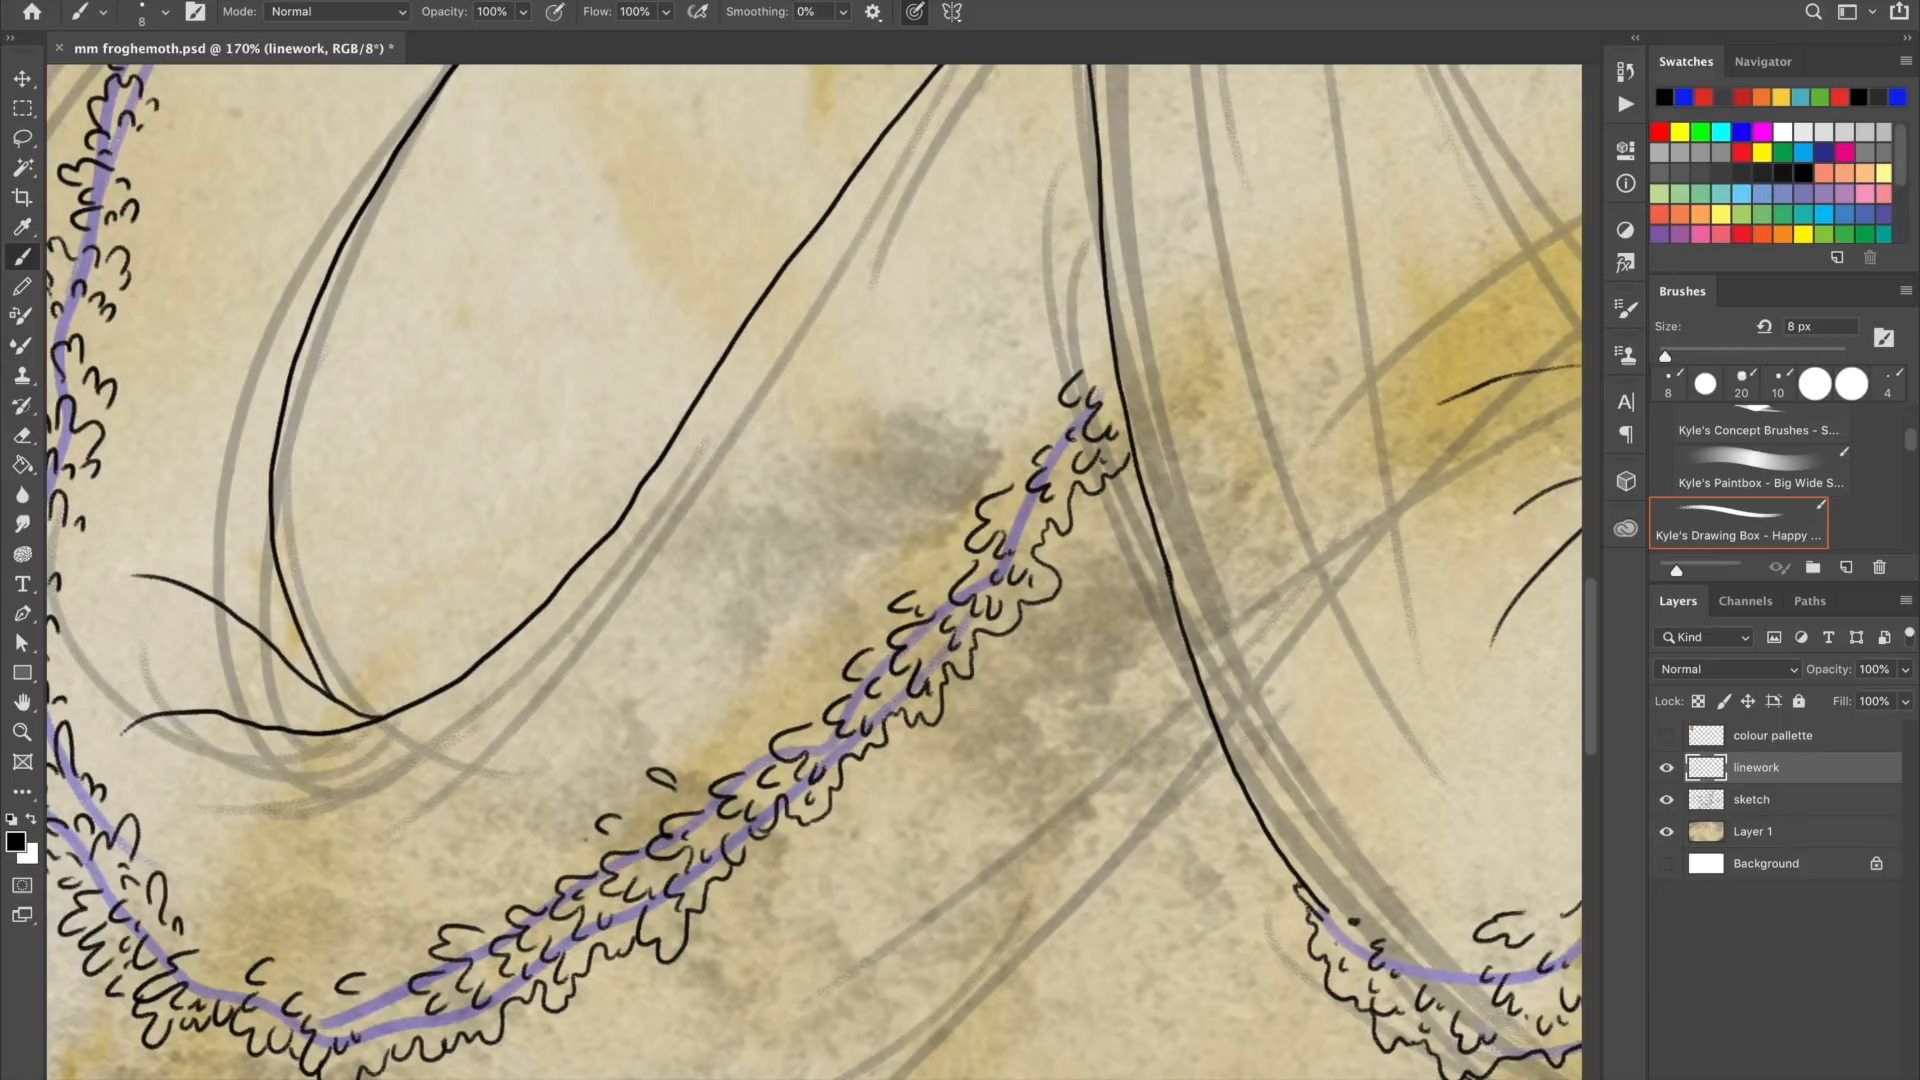 8
Mode: Normal
Opacity: 100%
Flow: 100%
Smoothing: 0%
× mm froghemoth.psd @ 170% (linework, RGB/8*) *
Swatches
Navigator
Brushes
Size:
8 px
8
20
10
4
Kyle's Concept Brushes - S...
Kyle's Paintbox - Big Wide S...
Kyle's Drawing Box - Happy ...
Layers
Channels
Paths
Kind
Normal
Opacity: 100%
Lock:
Fill: 100%
colour pallette
linework
sketch
Layer 1
Background